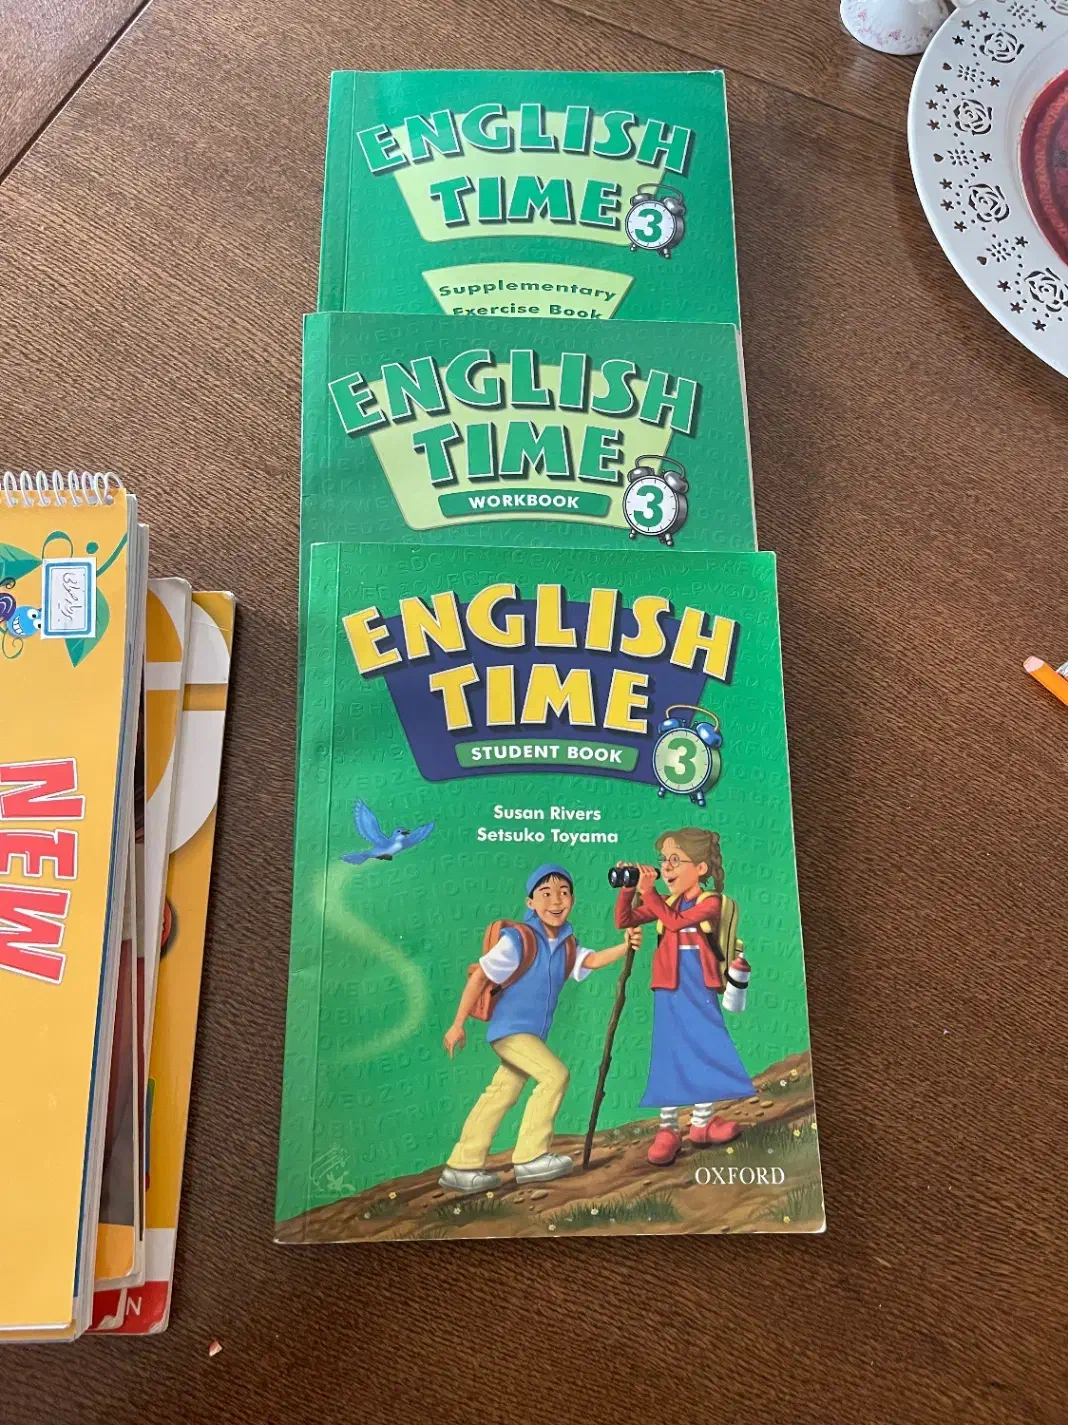 ENGLISH
TIME 3
Supplementary
Exercise Book
ENGLISH
TIME
WORKBOOK
3
ENGLISH
TIME
STUDENT BOOK
3
Susan Rivers
Setsuko Toyama
OXFORD
NEW
N